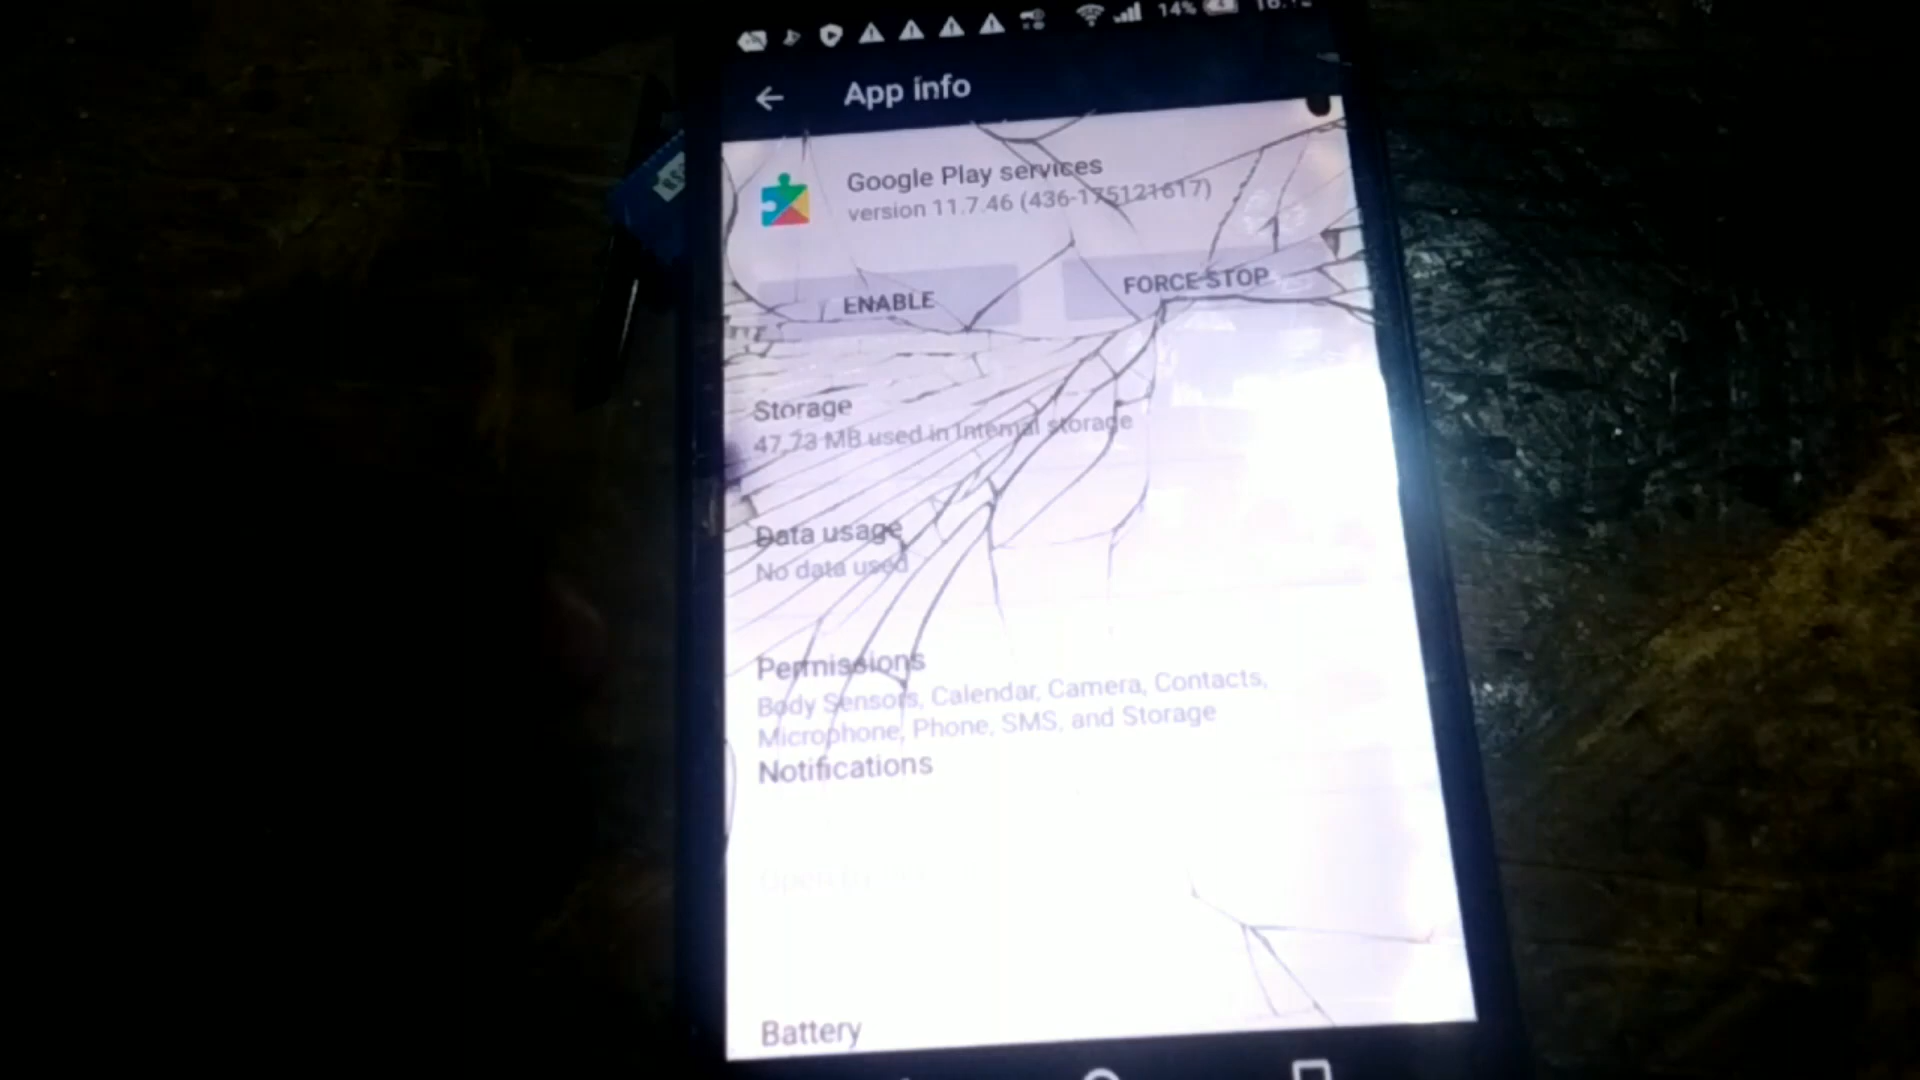 14%
App info
Google Play services
version 11.7.46 (436-175121617)
ENABLE
FORCE STOP
Storage
47.73 MB used in Internal storage
Data usage
No data used
Permissions
Body Sensors, Calendar, Camera, Contacts,
Microphone, Phone, SMS, and Storage
Notifications
Battery